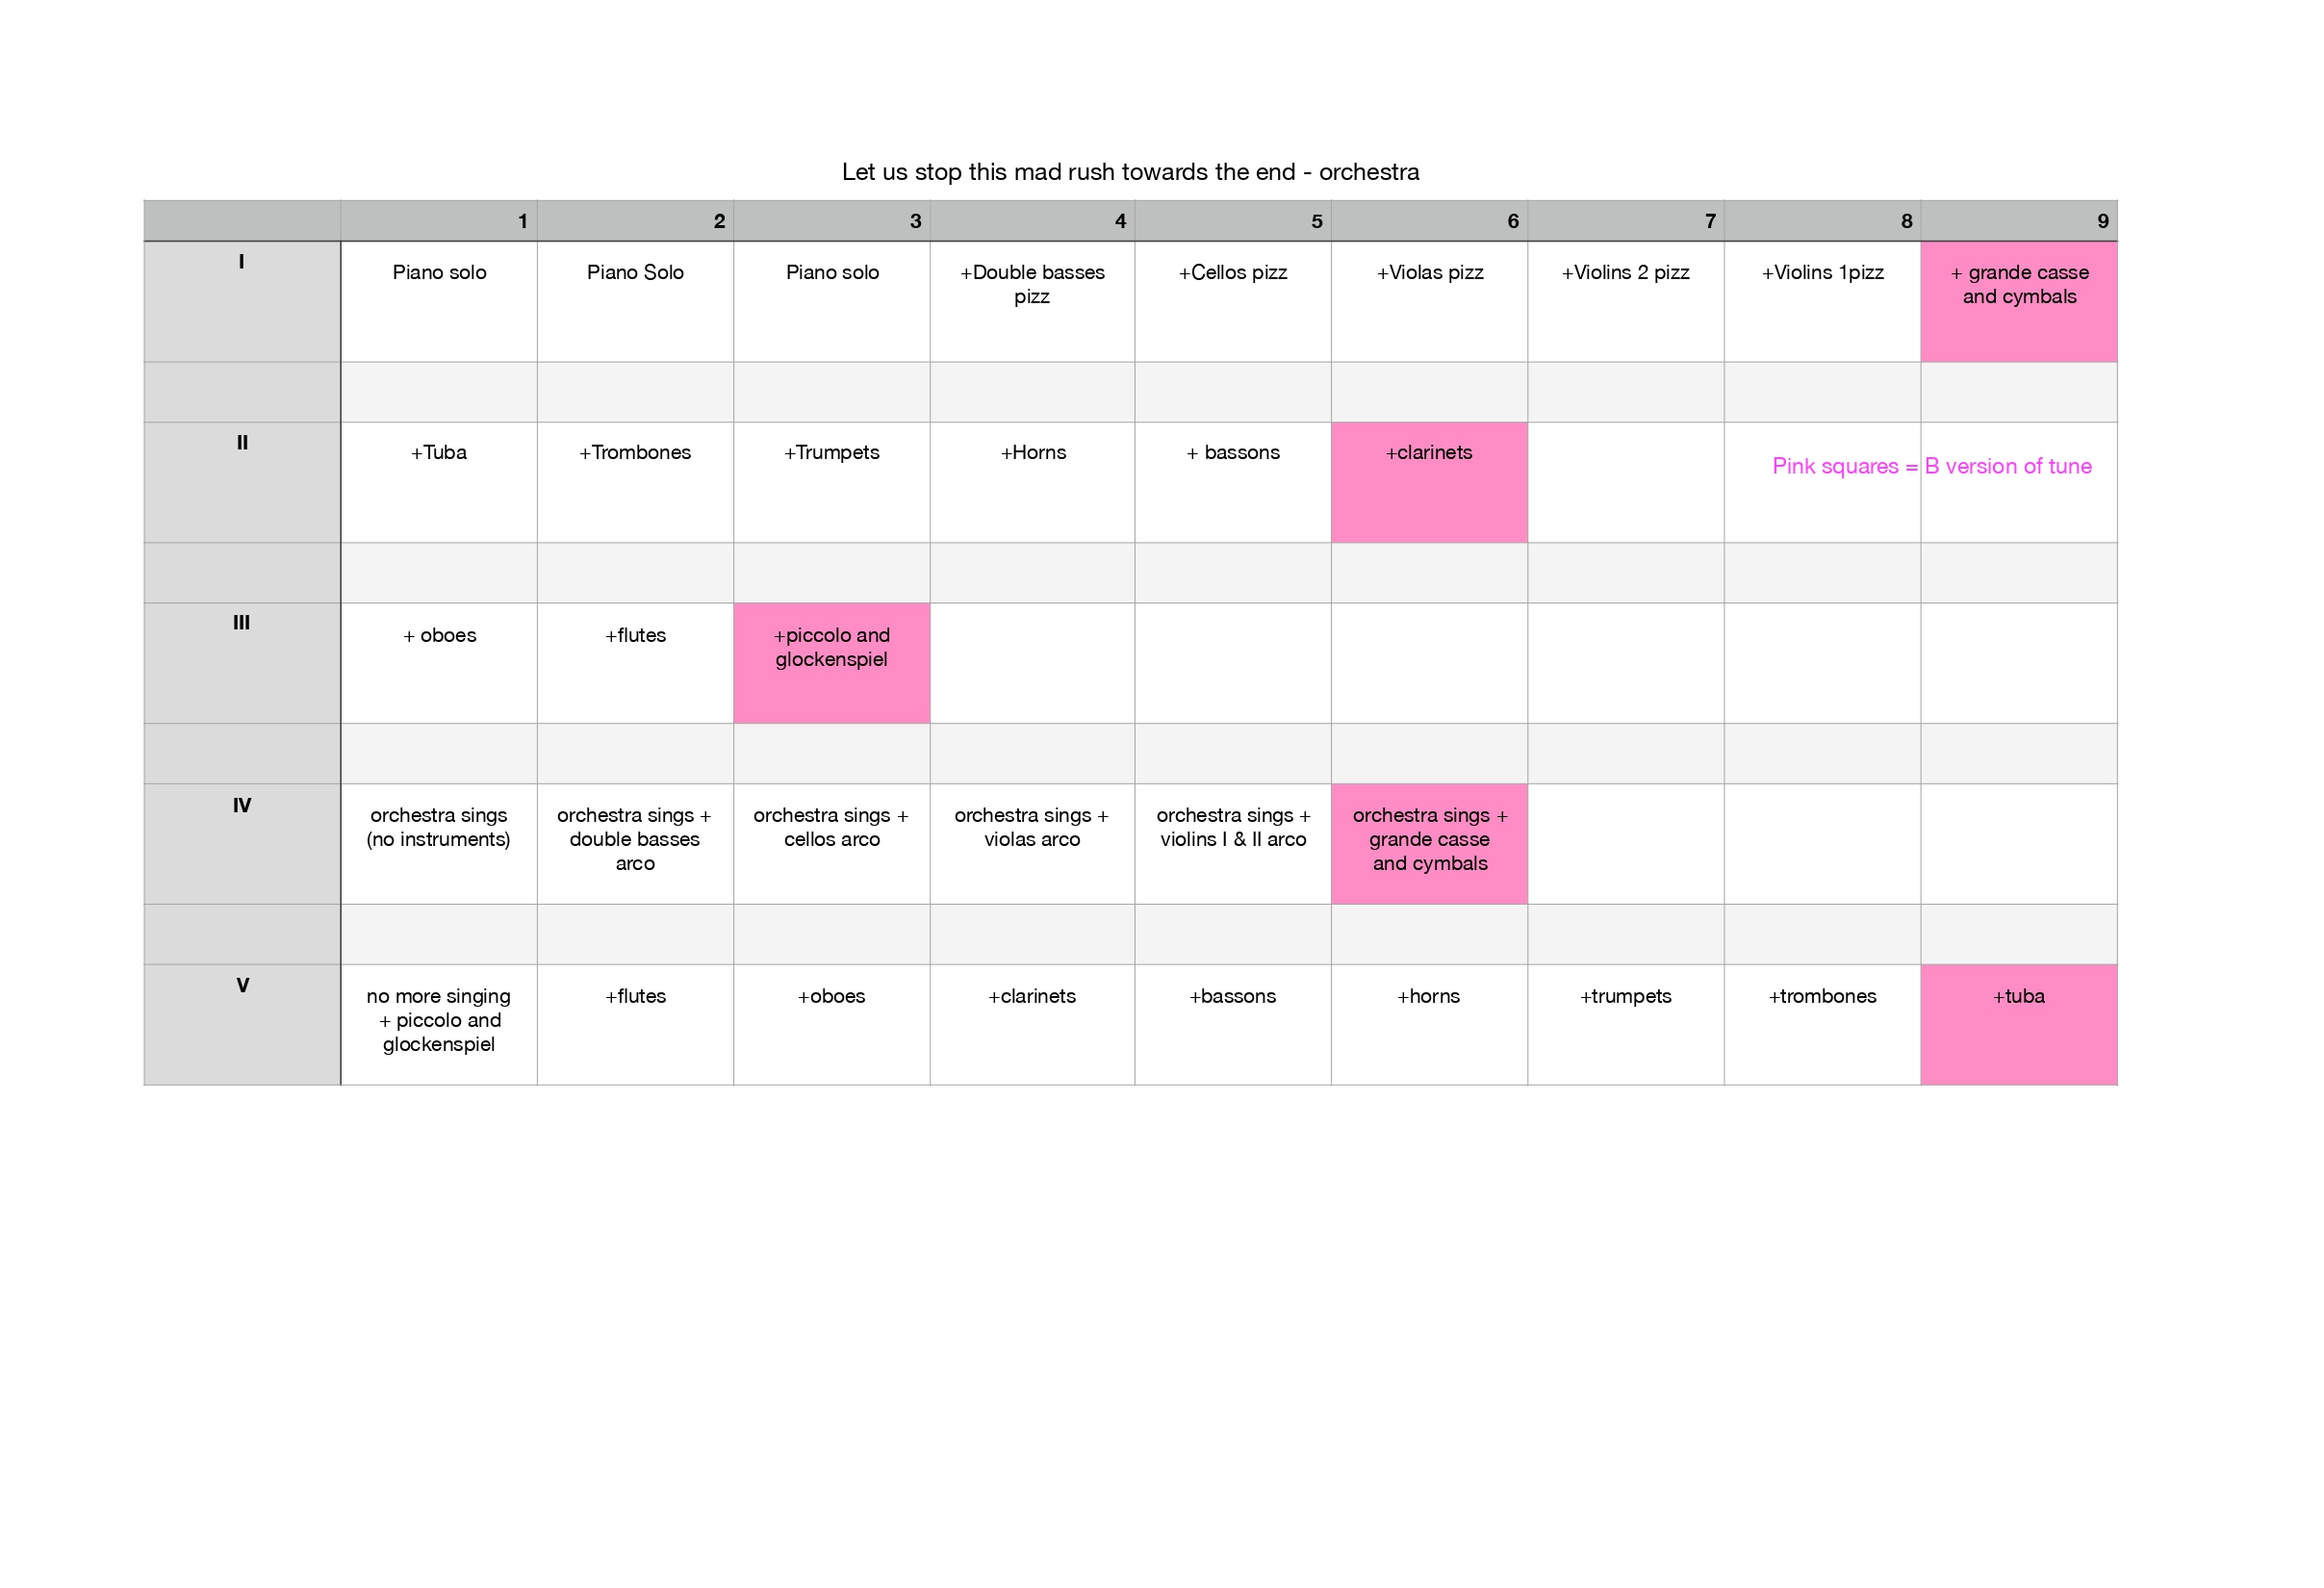 Let us stop this mad rush towards the end - orchestra
1 2 3 4 5 6 7 8 9
I
Piano solo
Piano Solo
Piano solo
+Double basses
pizz
+Cellos pizz
+Violas pizz
+Violins 2 pizz
+Violins 1pizz
+ grande casse
and cymbals
II
+Tuba
+Trombones
+Trumpets
+Horns
+ bassons
+clarinets
Pink squares = B version of tune
III
+ oboes
+flutes
+piccolo and
glockenspiel
IV
orchestra sings
(no instruments)
orchestra sings +
double basses
arco
orchestra sings +
cellos arco
orchestra sings +
violas arco
orchestra sings +
violins I & II arco
orchestra sings +
grande casse
and cymbals
V
no more singing
+ piccolo and
glockenspiel
+flutes
+oboes
+clarinets
+bassons
+horns
+trumpets
+trombones
+tuba